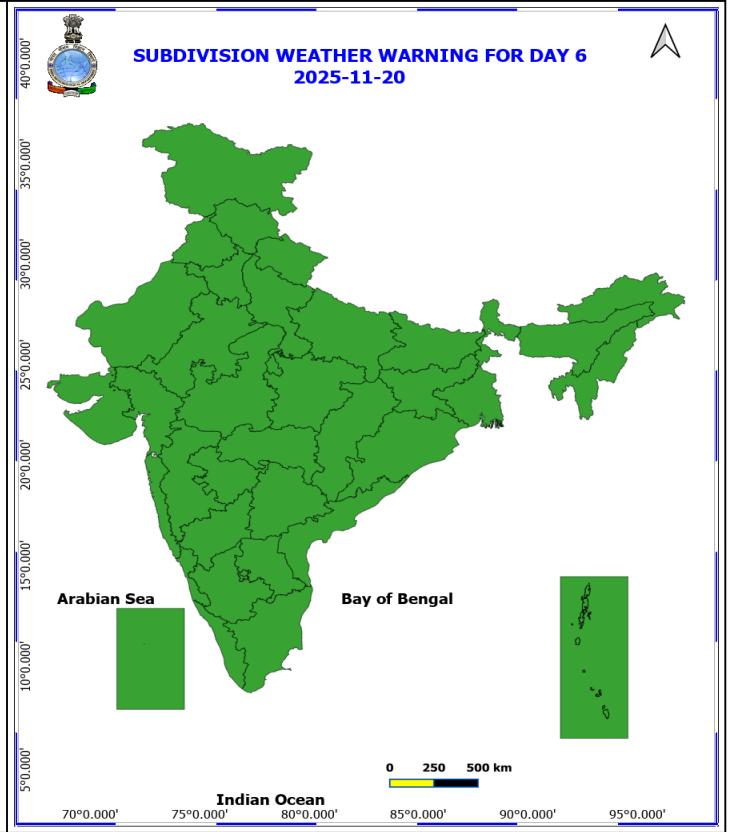 SUBDIVISION WEATHER WARNING FOR DAY 6
2025-11-20
40°0.000'
35°0.000'
30°0.000'
25°0.000'
20°0.000'
15°0.000'
10°0.000'
5°0.000'
Arabian Sea
Bay of Bengal
0 250 500 km
Indian Ocean
70°0.000' 75°0.000' 80°0.000' 85°0.000' 90°0.000' 95°0.000'